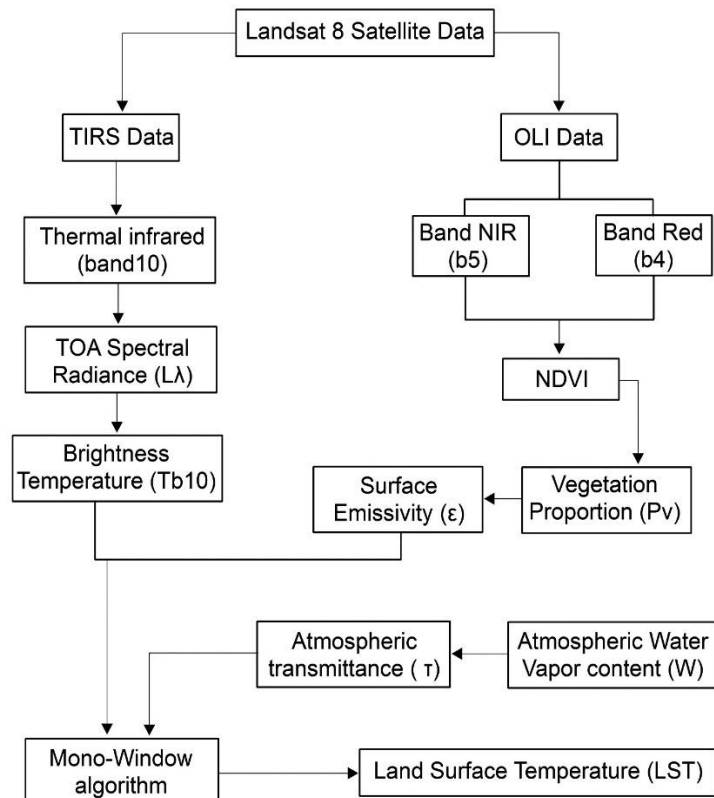 Landsat 8 Satellite Data
TIRS Data
OLI Data
Thermal infrared
(band10)
Band NIR
(b5)
Band Red
(b4)
TOA Spectral
Radiance (Lλ)
NDVI
Brightness
Temperature (Tb10)
Surface
Emissivity (ε)
Vegetation
Proportion (Pv)
Atmospheric
transmittance ( τ)
Atmospheric Water
Vapor content (W)
Mono-Window
algorithm
Land Surface Temperature (LST)